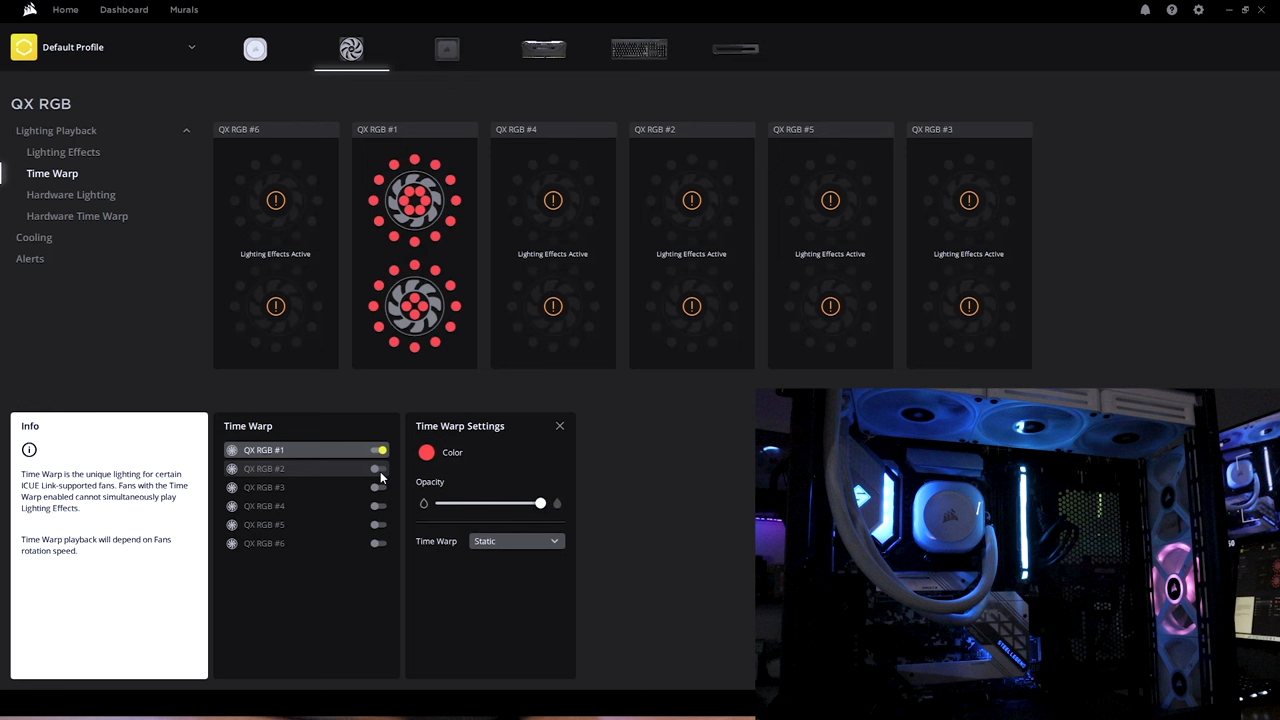 Home
Dashboard
Murals
Default Profile
QX RGB
Lighting Playback
Lighting Effects
Time Warp
Hardware Lighting
Hardware Time Warp
Cooling
Alerts
QX RGB #6
QX RGB #1
QX RGB #4
QX RGB #2
QX RGB #5
QX RGB #3
Lighting Effects Active
Lighting Effects Active
Lighting Effects Active
Lighting Effects Active
Lighting Effects Active
Info
Time Warp is the unique lighting for certain
ICUE Link-supported fans. Fans with the Time
Warp enabled cannot simultaneously play
Lighting Effects.
Time Warp playback will depend on Fans
rotation speed.
Time Warp
QX RGB #1
QX RGB #2
QX RGB #3
QX RGB #4
QX RGB #5
QX RGB #6
Time Warp Settings
Color
Opacity
Time Warp
Static
STEEL LEGEND